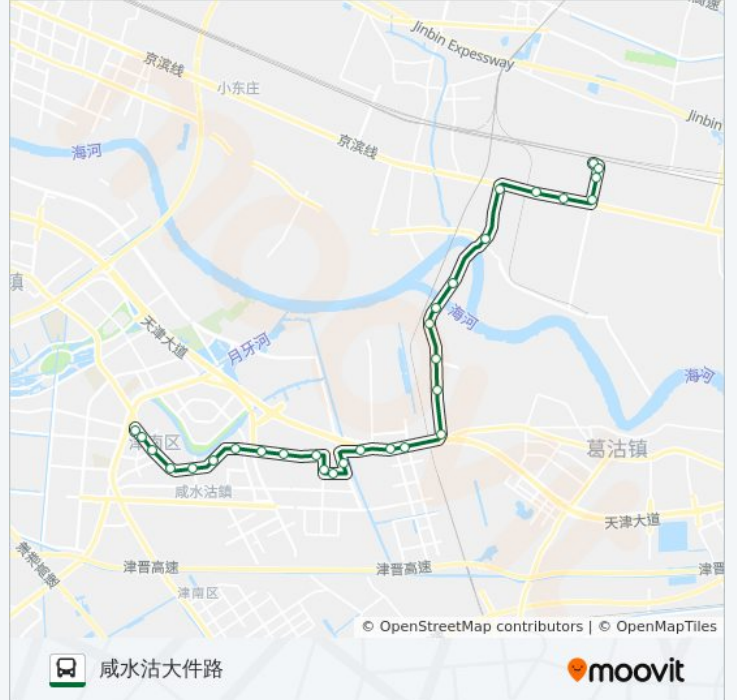 高速
Jinbin Expressway
京滨线
小东庄
Jinbin
京滨线
海河
镇
海河
天津大道
月牙河
海河
津南区
葛沽镇
咸水沽鎮
天津大道
津晋高速
津晋高速
津晋
津南区
© OpenStreetMap contributors | © OpenMapTiles
咸水沽大件路
moovit